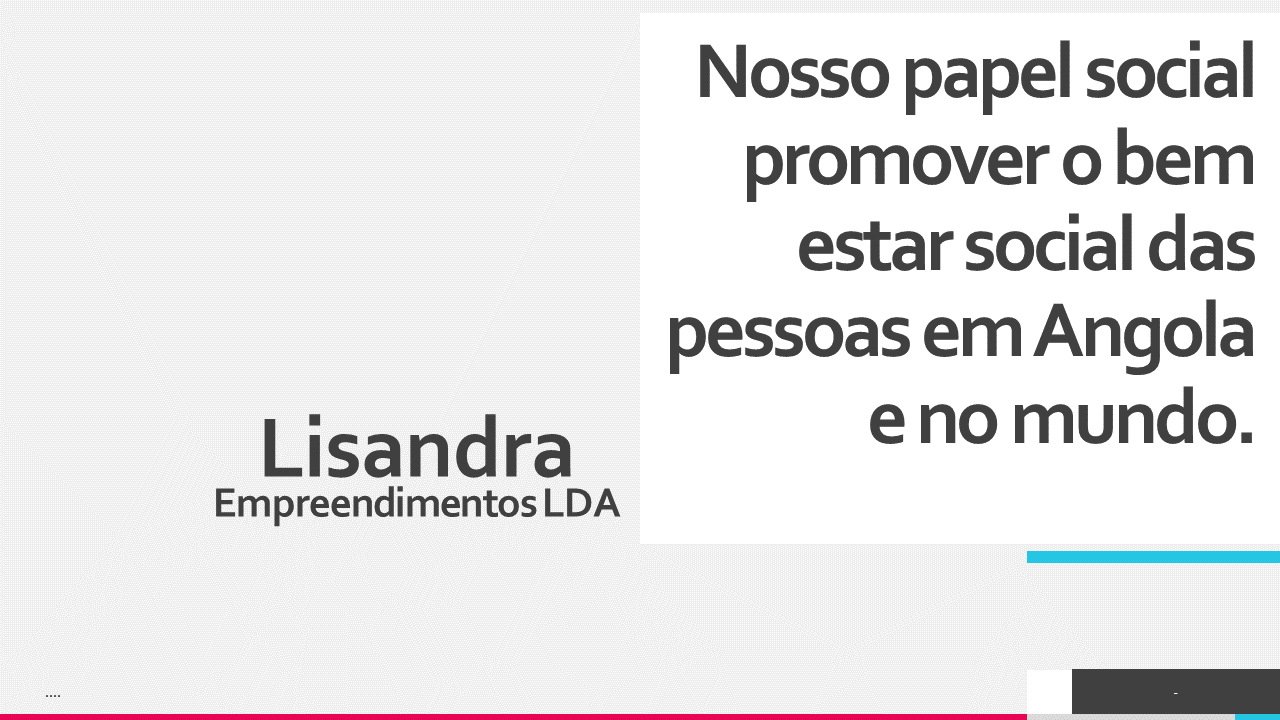 Nosso papel social
promover o bem
estar social das
pessoas em Angola
e no mundo.
Lisandra
Empreendimentos LDA
....
-